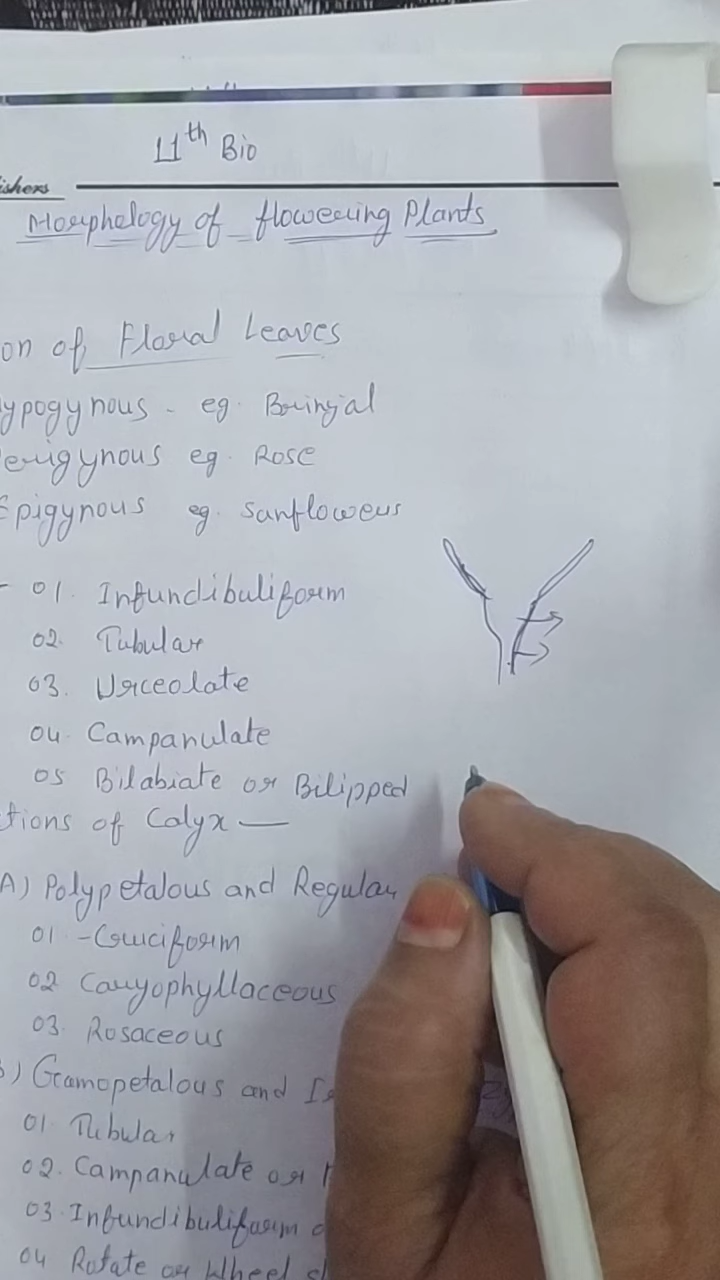 11th Bio
ishers
Morphology of flowering Plants
on of Floral Leaves
ypogynous - eg. Brinjal
erigynous eg. Rose
Epigynous eg. Sunflowers
- 01. Infundibuliform
02. Tubular
03. Urceolate
04. Campanulate
05 Bilabiate or Bilipped
tions of Calyx —
A) Polypetalous and Regular
01 - Cruciform
02 Caryophyllaceous
03. Rosaceous
B) Gamopetalous and
01. Tubular
02. Campanulate or
03. Infundibuliform
04 Rotate or Wheel